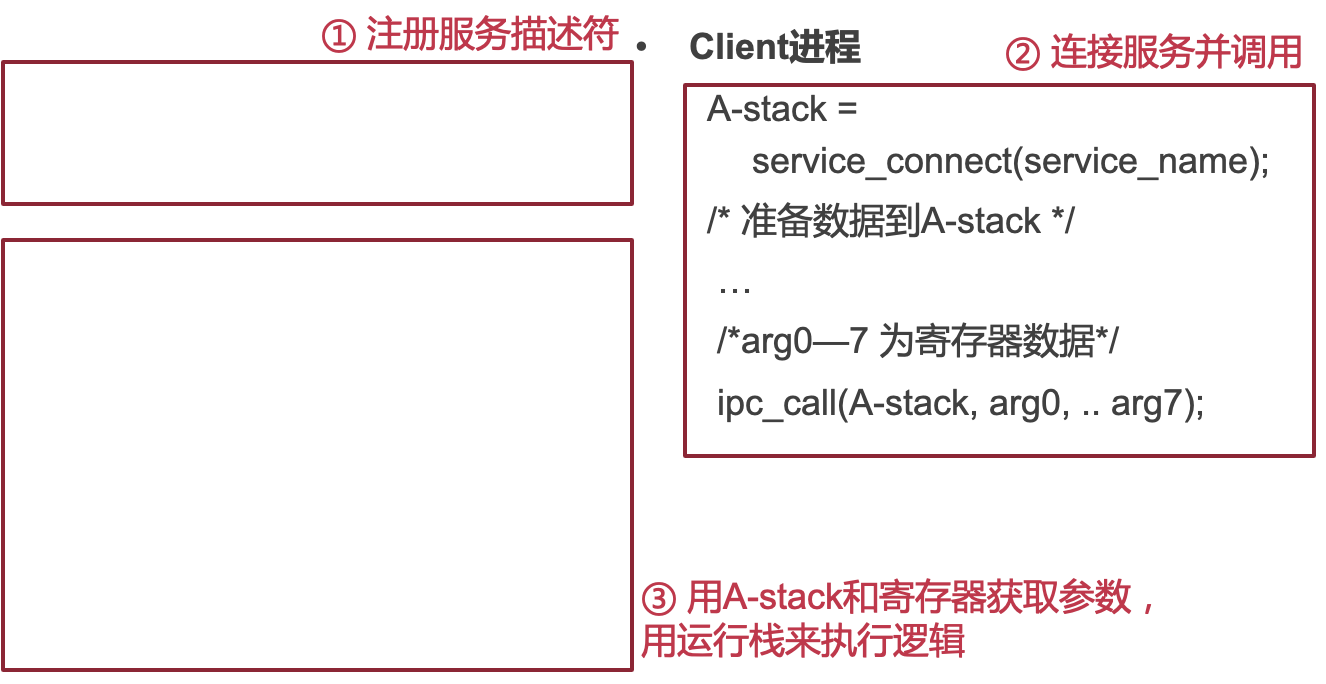 ① 注册服务描述符
• Client进程
② 连接服务并调用
A-stack =
service_connect(service_name);
/* 准备数据到A-stack */
…
/*arg0—7 为寄存器数据*/
ipc_call(A-stack, arg0, .. arg7);
③ 用A-stack和寄存器获取参数，
用运行栈来执行逻辑